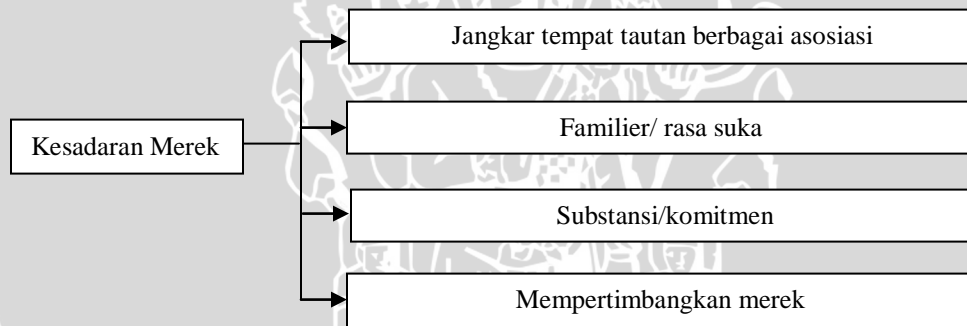 Jangkar tempat tautan berbagai asosiasi
Familier/ rasa suka
Kesadaran Merek
Substansi/komitmen
Mempertimbangkan merek